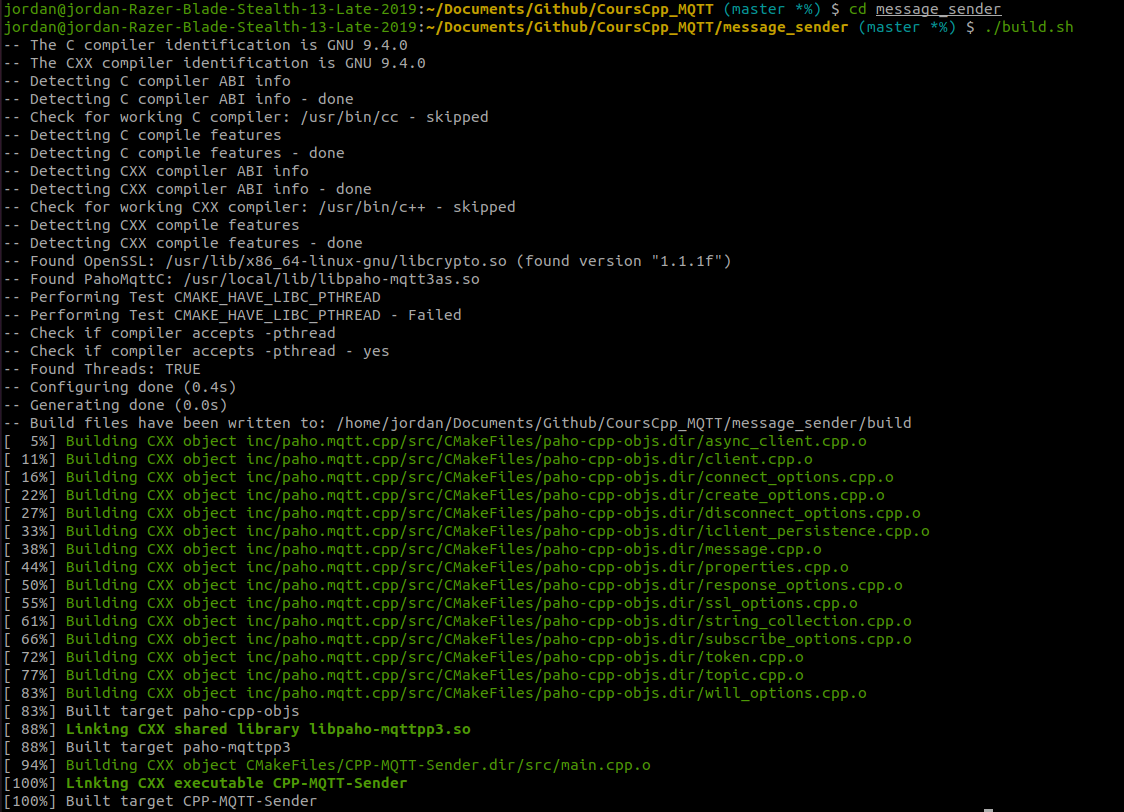 jordan@jordan-Razer-Blade-Stealth-13-Late-2019:~/Documents/Github/CoursCpp_MQTT (master *%) $ cd message_sender
jordan@jordan-Razer-Blade-Stealth-13-Late-2019:~/Documents/Github/CoursCpp_MQTT/message_sender (master *%) $ ./build.sh
-- The C compiler identification is GNU 9.4.0
-- The CXX compiler identification is GNU 9.4.0
-- Detecting C compiler ABI info
-- Detecting C compiler ABI info - done
-- Check for working C compiler: /usr/bin/cc - skipped
-- Detecting C compile features
-- Detecting C compile features - done
-- Detecting CXX compiler ABI info
-- Detecting CXX compiler ABI info - done
-- Check for working CXX compiler: /usr/bin/c++ - skipped
-- Detecting CXX compile features
-- Detecting CXX compile features - done
-- Found OpenSSL: /usr/lib/x86_64-linux-gnu/libcrypto.so (found version "1.1.1f")
-- Found PahoMqttC: /usr/local/lib/libpaho-mqtt3as.so
-- Performing Test CMAKE_HAVE_LIBC_PTHREAD
-- Performing Test CMAKE_HAVE_LIBC_PTHREAD - Failed
-- Check if compiler accepts -pthread
-- Check if compiler accepts -pthread - yes
-- Found Threads: TRUE
-- Configuring done (0.4s)
-- Generating done (0.0s)
-- Build files have been written to: /home/jordan/Documents/Github/CoursCpp_MQTT/message_sender/build
[  5%] Building CXX object inc/paho.mqtt.cpp/src/CMakeFiles/paho-cpp-objs.dir/async_client.cpp.o
[ 11%] Building CXX object inc/paho.mqtt.cpp/src/CMakeFiles/paho-cpp-objs.dir/client.cpp.o
[ 16%] Building CXX object inc/paho.mqtt.cpp/src/CMakeFiles/paho-cpp-objs.dir/connect_options.cpp.o
[ 22%] Building CXX object inc/paho.mqtt.cpp/src/CMakeFiles/paho-cpp-objs.dir/create_options.cpp.o
[ 27%] Building CXX object inc/paho.mqtt.cpp/src/CMakeFiles/paho-cpp-objs.dir/disconnect_options.cpp.o
[ 33%] Building CXX object inc/paho.mqtt.cpp/src/CMakeFiles/paho-cpp-objs.dir/iclient_persistence.cpp.o
[ 38%] Building CXX object inc/paho.mqtt.cpp/src/CMakeFiles/paho-cpp-objs.dir/message.cpp.o
[ 44%] Building CXX object inc/paho.mqtt.cpp/src/CMakeFiles/paho-cpp-objs.dir/properties.cpp.o
[ 50%] Building CXX object inc/paho.mqtt.cpp/src/CMakeFiles/paho-cpp-objs.dir/response_options.cpp.o
[ 55%] Building CXX object inc/paho.mqtt.cpp/src/CMakeFiles/paho-cpp-objs.dir/ssl_options.cpp.o
[ 61%] Building CXX object inc/paho.mqtt.cpp/src/CMakeFiles/paho-cpp-objs.dir/string_collection.cpp.o
[ 66%] Building CXX object inc/paho.mqtt.cpp/src/CMakeFiles/paho-cpp-objs.dir/subscribe_options.cpp.o
[ 72%] Building CXX object inc/paho.mqtt.cpp/src/CMakeFiles/paho-cpp-objs.dir/token.cpp.o
[ 77%] Building CXX object inc/paho.mqtt.cpp/src/CMakeFiles/paho-cpp-objs.dir/topic.cpp.o
[ 83%] Building CXX object inc/paho.mqtt.cpp/src/CMakeFiles/paho-cpp-objs.dir/will_options.cpp.o
[ 83%] Built target paho-cpp-objs
[ 88%] Linking CXX shared library libpaho-mqttpp3.so
[ 88%] Built target paho-mqttpp3
[ 94%] Building CXX object CMakeFiles/CPP-MQTT-Sender.dir/src/main.cpp.o
[100%] Linking CXX executable CPP-MQTT-Sender
[100%] Built target CPP-MQTT-Sender